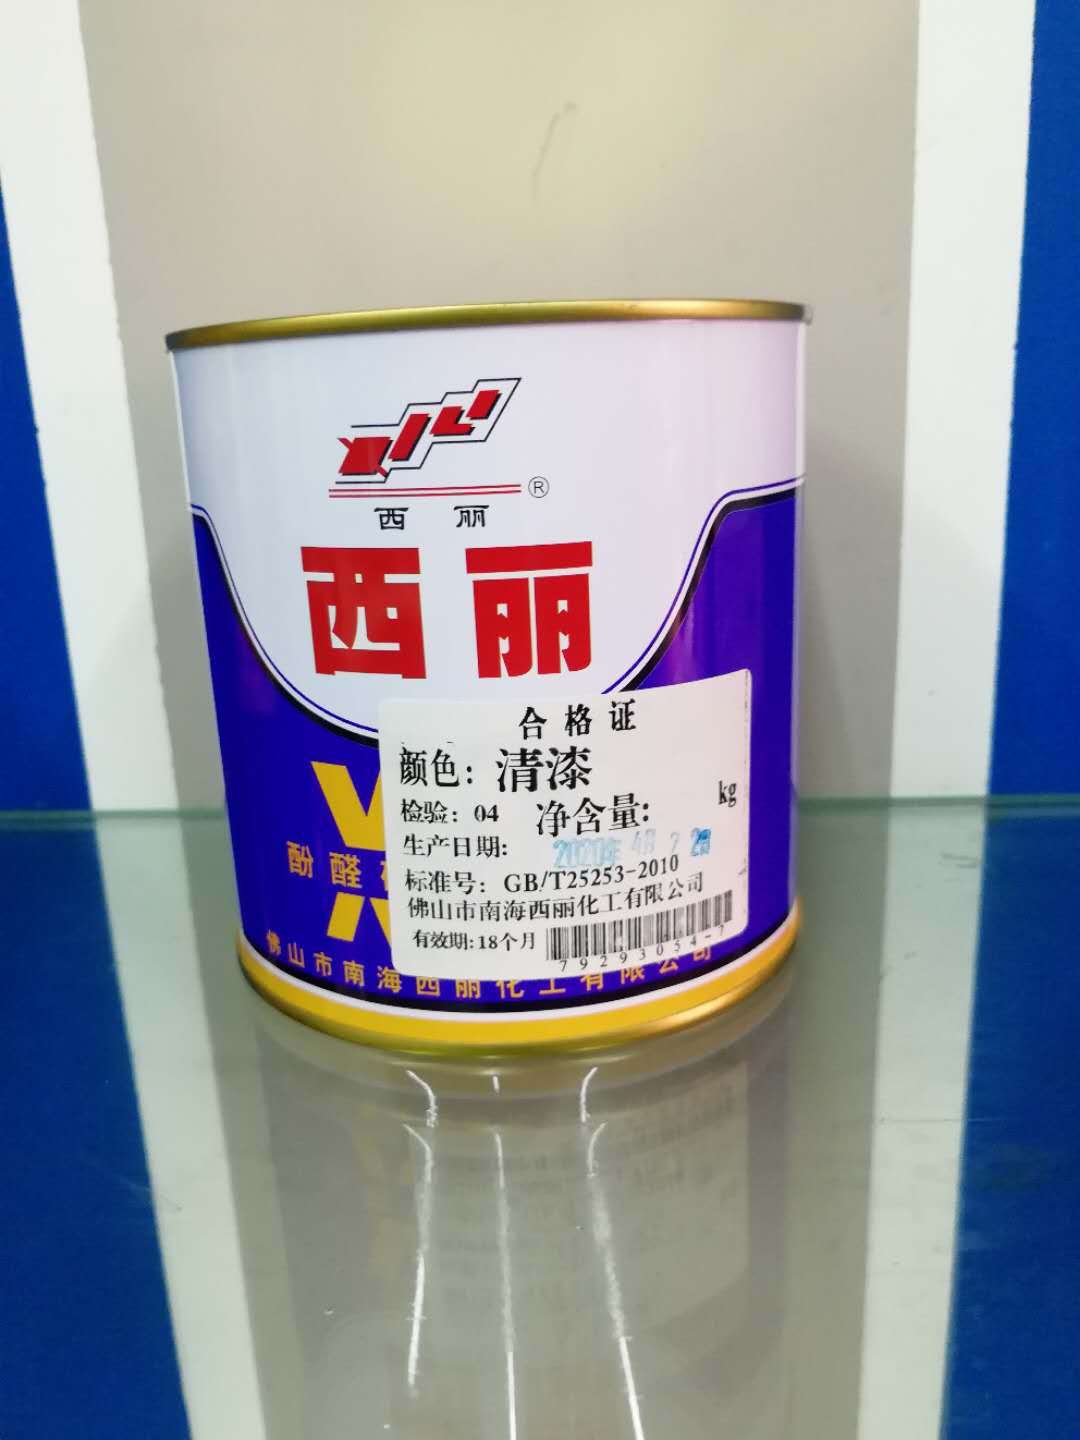 西丽
®
西丽
合格证
颜色：清漆
检验：04 净含量： kg
生产日期：
标准号：GB/T25253-2010
佛山市南海西丽化工有限公司
有效期：18个月
79293054-7
酚醛
佛山市南海西丽化工有限公司